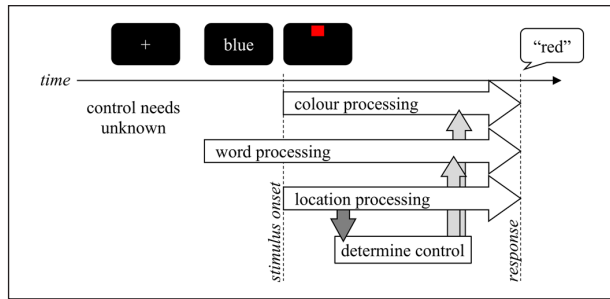 +
blue
“red”
time
control needs
unknown
colour processing
word processing
location processing
determine control
stimulus onset
response